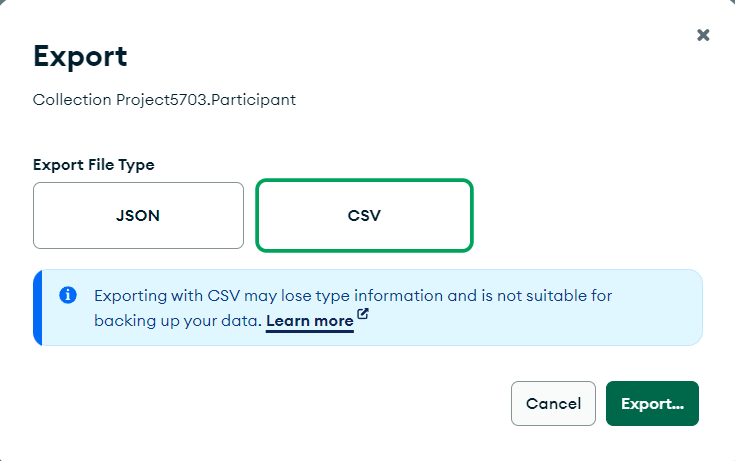 Export
Collection Project5703.Participant
Export File Type
JSON
CSV
Exporting with CSV may lose type information and is not suitable for
backing up your data. Learn more
Cancel
Export...